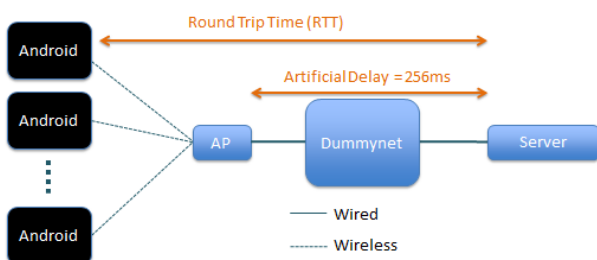 Round Trip Time (RTT)
Android
Artificial Delay = 256ms
Android
AP
Dummynet
Server
Wired
Android
Wireless